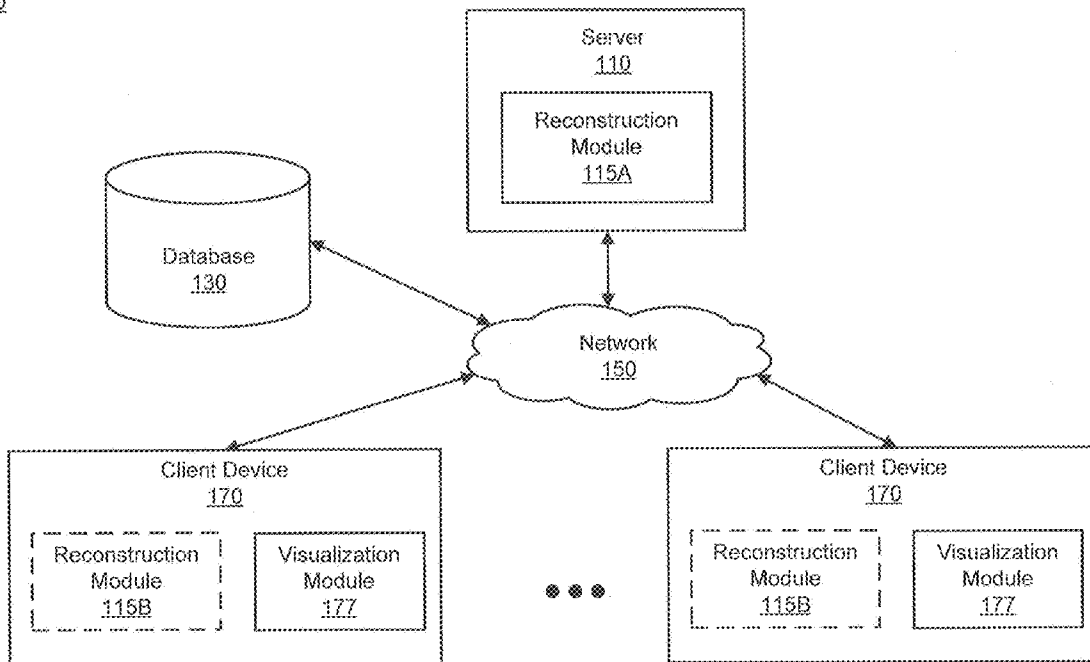 Server
110
Reconstruction
Module
115A
Database
130
Network
150
Client Device
170
Reconstruction
Module
115B
Visualization
Module
177
Client Device
170
Reconstruction
Module
115B
Visualization
Module
177